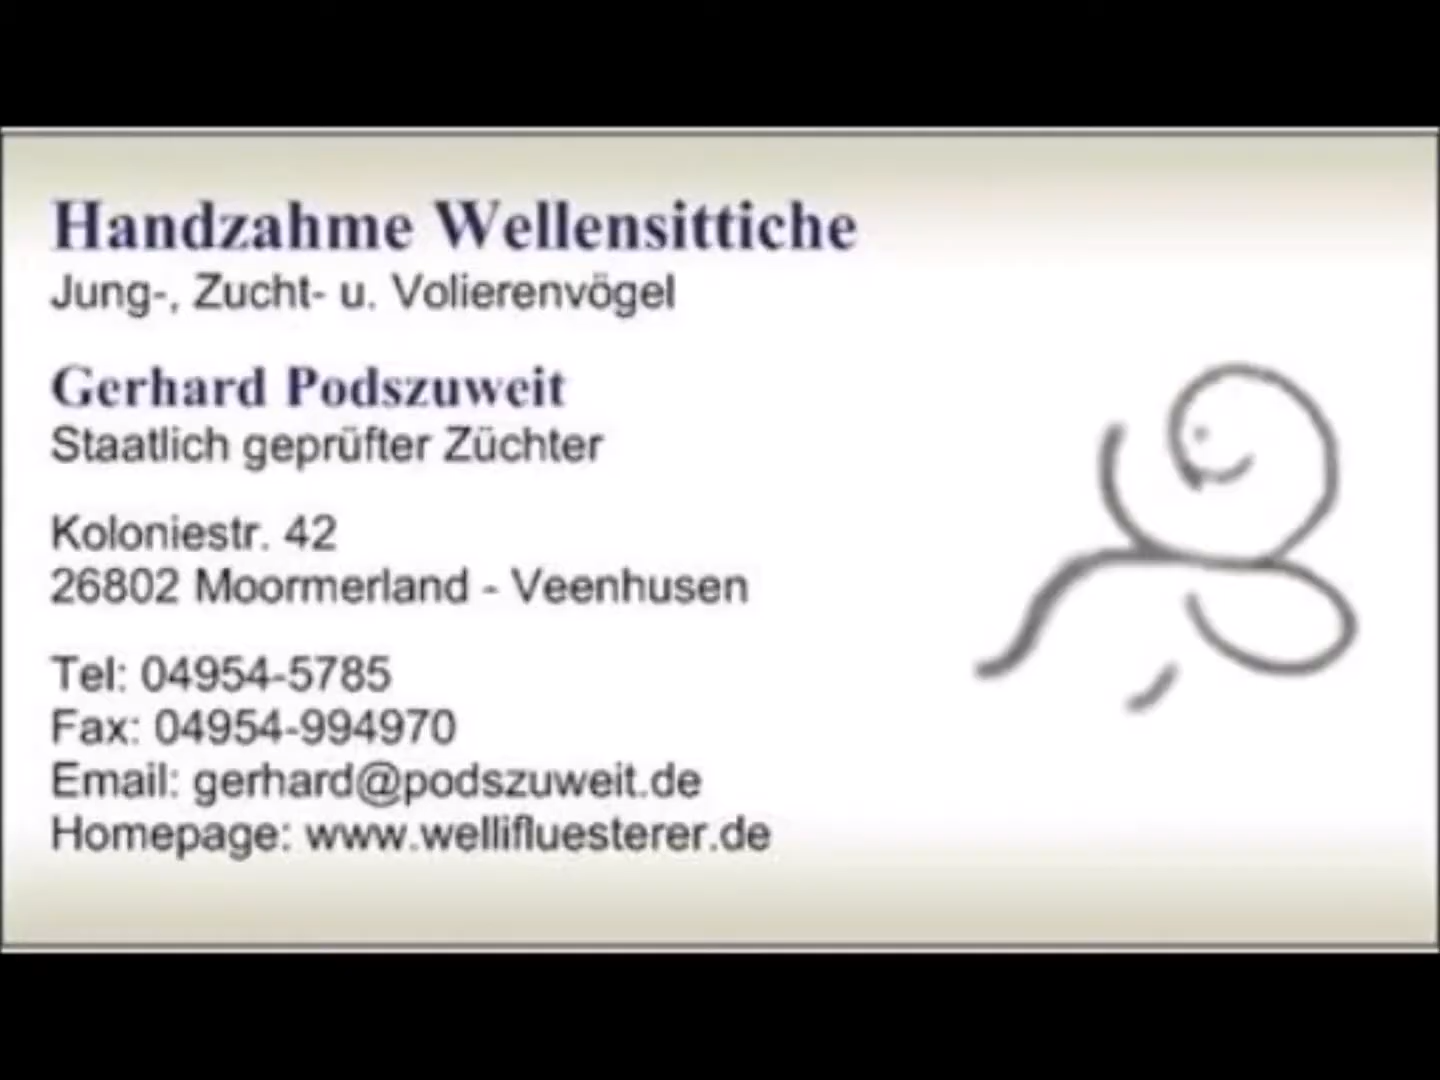 Handzahme Wellensittiche
Jung-, Zucht- u. Volierenvögel
Gerhard Podszuweit
Staatlich geprüfter Züchter
Koloniestr. 42
26802 Moormerland - Veenhusen
Tel: 04954-5785
Fax: 04954-994970
Email: gerhard@podszuweit.de
Homepage: www.wellifluesterer.de